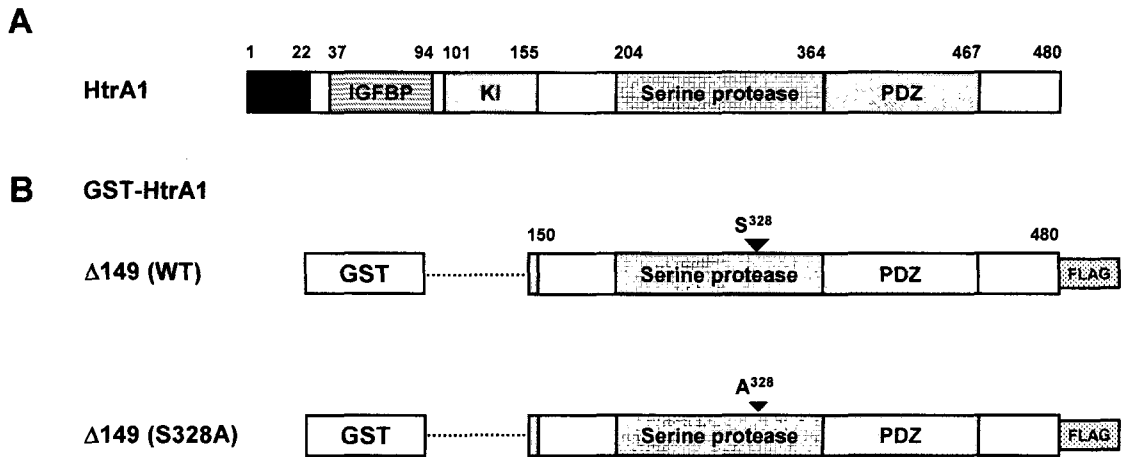 A
1 22 37 94 101 155 204 364 467 480
HtrA1 IGFBP KI Serine protease PDZ
B GST-HtrA1
S328
150 480
Δ149 (WT) GST Serine protease PDZ FLAG
A328
Δ149 (S328A) GST Serine protease PDZ FLAG